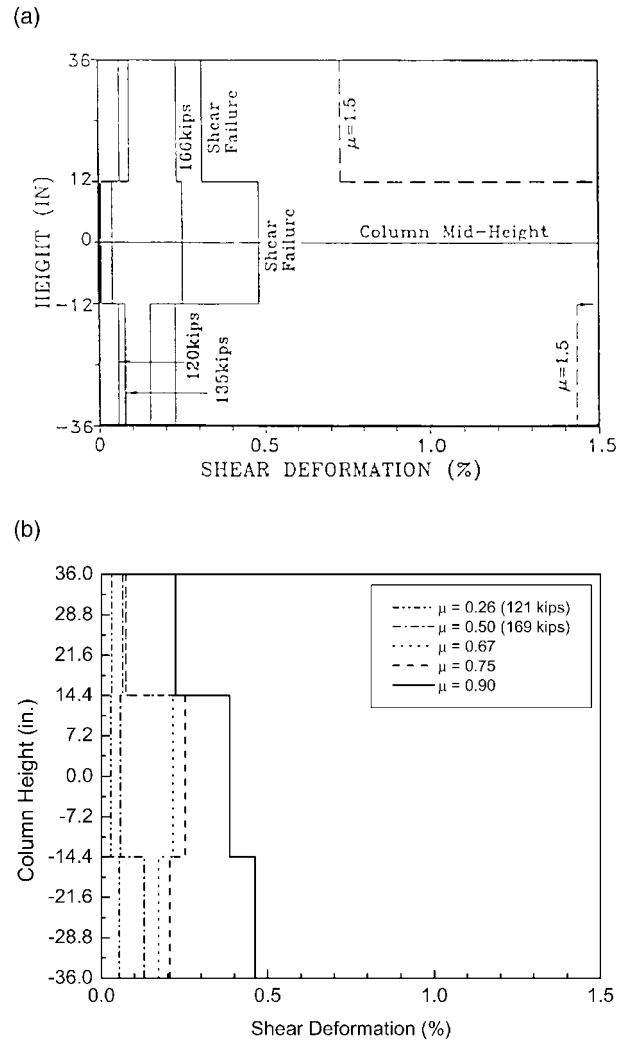 (a)
36
12
0
-12
-36
HEIGHT (IN)
166kips
Shear
Failure
μ=1.5
Column Mid-Height
Shear
Failure
120kips
135kips
μ=1.5
0 0.5 1.0 1.5
SHEAR DEFORMATION (%)
(b)
36.0
28.8
21.6
14.4
7.2
0.0
-7.2
-14.4
-21.6
-28.8
-36.0
Column Height (in.)
μ = 0.26 (121 kips)
μ = 0.50 (169 kips)
μ = 0.67
μ = 0.75
μ = 0.90
0.0 0.5 1.0 1.5
Shear Deformation (%)